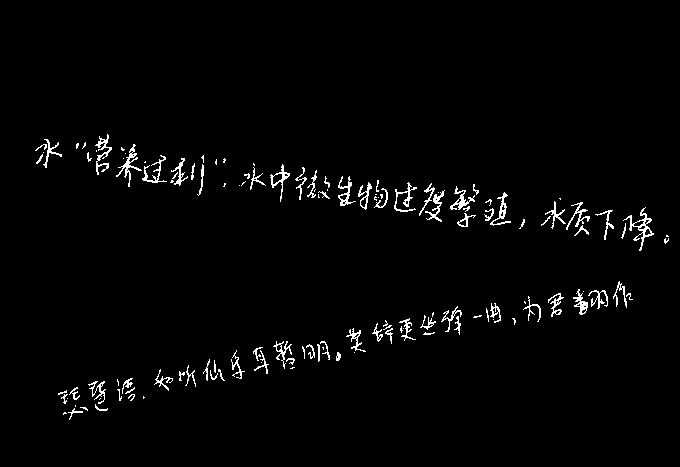 水“营养过剩”，水中微生物过度繁殖，水质下降。
琵琶语，如听仙乐耳暂明。莫辞更坐弹一曲，为君翻作